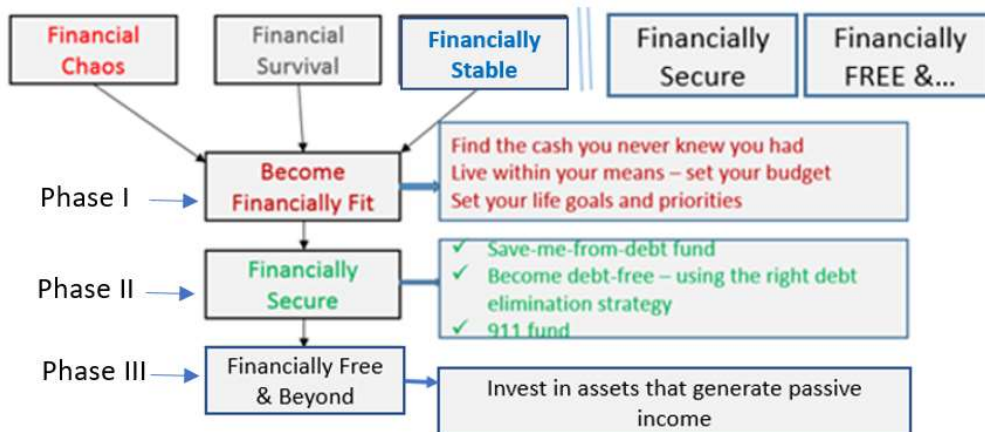 Financial
Chaos
Financial
Survival
Financially
Stable
Financially
Secure
Financially
FREE &...
Phase I
Become
Financially Fit
Find the cash you never knew you had
Live within your means – set your budget
Set your life goals and priorities
Phase II
Financially
Secure
✓ Save-me-from-debt fund
✓ Become debt-free – using the right debt
elimination strategy
✓ 911 fund
Phase III
Financially Free
& Beyond
Invest in assets that generate passive
income